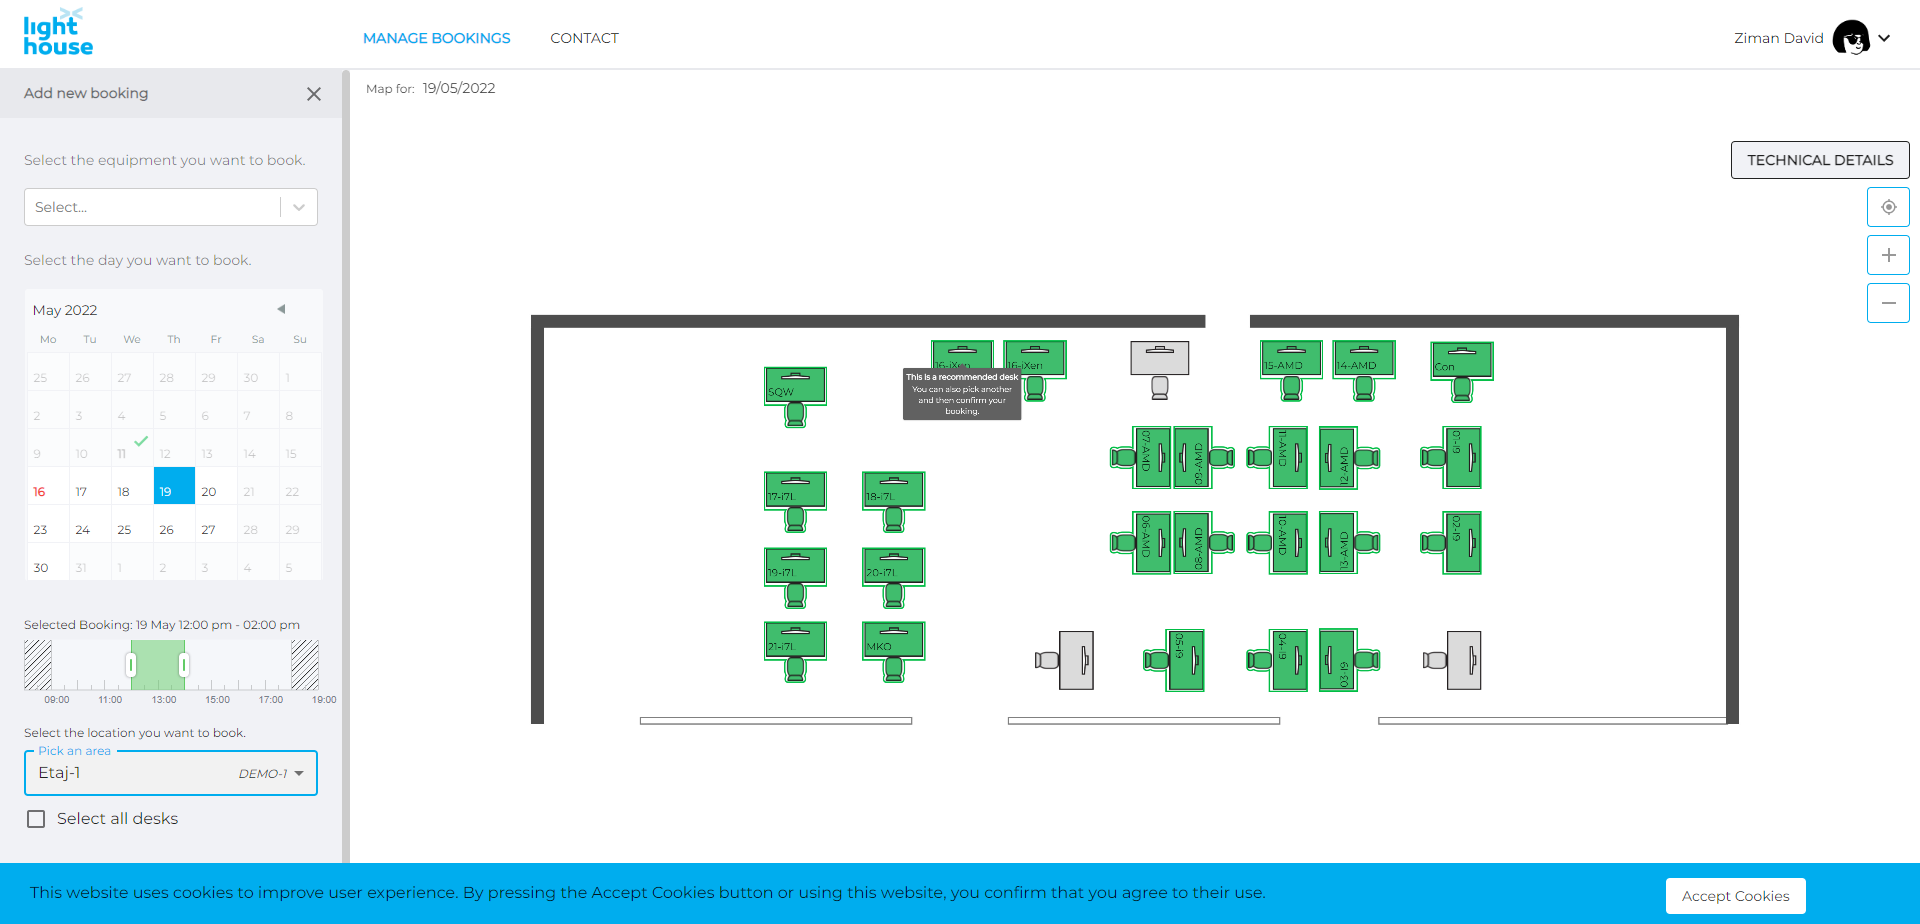 light
house
MANAGE BOOKINGS
CONTACT
Ziman David
Add new booking
Map for: 19/05/2022
TECHNICAL DETAILS
Select the equipment you want to book.
Select...
Select the day you want to book.
May 2022
Mo Tu We Th Fr Sa Su
25 26 27 28 29 30 1
2 3 4 5 6 7 8
9 10 11 12 13 14 15
16 17 18 19 20 21 22
23 24 25 26 27 28 29
30 31 1 2 3 4 5
Selected Booking: 19 May 12:00 pm - 02:00 pm
09:00 11:00 13:00 15:00 17:00 19:00
Select the location you want to book.
Pick an area
Etaj-1 DEMO-1
Select all desks
16-iXen 16-iXen 15-AMD 14-AMD Con
This is a recommended desk
You can also pick another
and then confirm your
booking.
SQW
07-AMD 09-AMD 11-AMD 12-AMD 01-i9
17-i7L 18-i7L
06-AMD 08-AMD 10-AMD 13-AMD 02-i9
19-i7L 20-i7L
21-i7L MKO 05-i9 04-i9 03-i9
This website uses cookies to improve user experience. By pressing the Accept Cookies button or using this website, you confirm that you agree to their use.
Accept Cookies